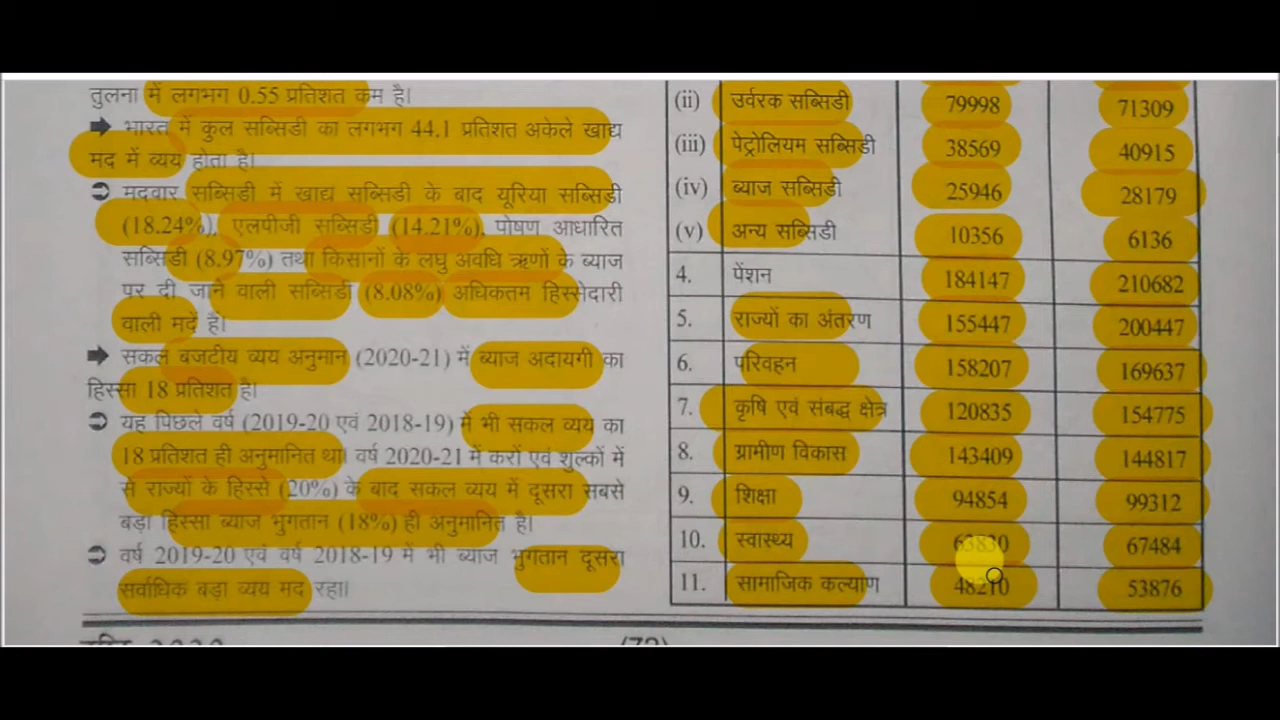 तुलना में लगभग 0.55 प्रतिशत कम है।
➡ भारत में कुल सब्सिडी का लगभग 44.1 प्रतिशत अकेले खाद्य
मद में व्यय होता है।
➲ मदवार सब्सिडी में खाद्य सब्सिडी के बाद यूरिया सब्सिडी
(18.24%), एलपीजी सब्सिडी (14.21%), पोषण आधारित
सब्सिडी (8.97%) तथा किसानों के लघु अवधि ऋणों के ब्याज
पर दी जाने वाली सब्सिडी (8.08%) अधिकतम हिस्सेदारी
वाली मदें हैं।
➡ सकल बजटीय व्यय अनुमान (2020-21) में ब्याज अदायगी का
हिस्सा 18 प्रतिशत है।
➲ यह पिछले वर्ष (2019-20 एवं 2018-19) में भी सकल व्यय का
18 प्रतिशत ही अनुमानित था। वर्ष 2020-21 में करों एवं शुल्कों में
से राज्यों के हिस्से (20%) के बाद सकल व्यय में दूसरा सबसे
बड़ा हिस्सा ब्याज भुगतान (18%) ही अनुमानित है।
➲ वर्ष 2019-20 एवं वर्ष 2018-19 में भी ब्याज भुगतान दूसरा
सर्वाधिक बड़ा व्यय मद रहा।
(ii) उर्वरक सब्सिडी 79998 71309
(iii) पेट्रोलियम सब्सिडी 38569 40915
(iv) ब्याज सब्सिडी 25946 28179
(v) अन्य सब्सिडी 10356 6136
4. पेंशन 184147 210682
5. राज्यों का अंतरण 155447 200447
6. परिवहन 158207 169637
7. कृषि एवं संबद्ध क्षेत्र 120835 154775
8. ग्रामीण विकास 143409 144817
9. शिक्षा 94854 99312
10. स्वास्थ्य 63830 67484
11. सामाजिक कल्याण 48210 53876